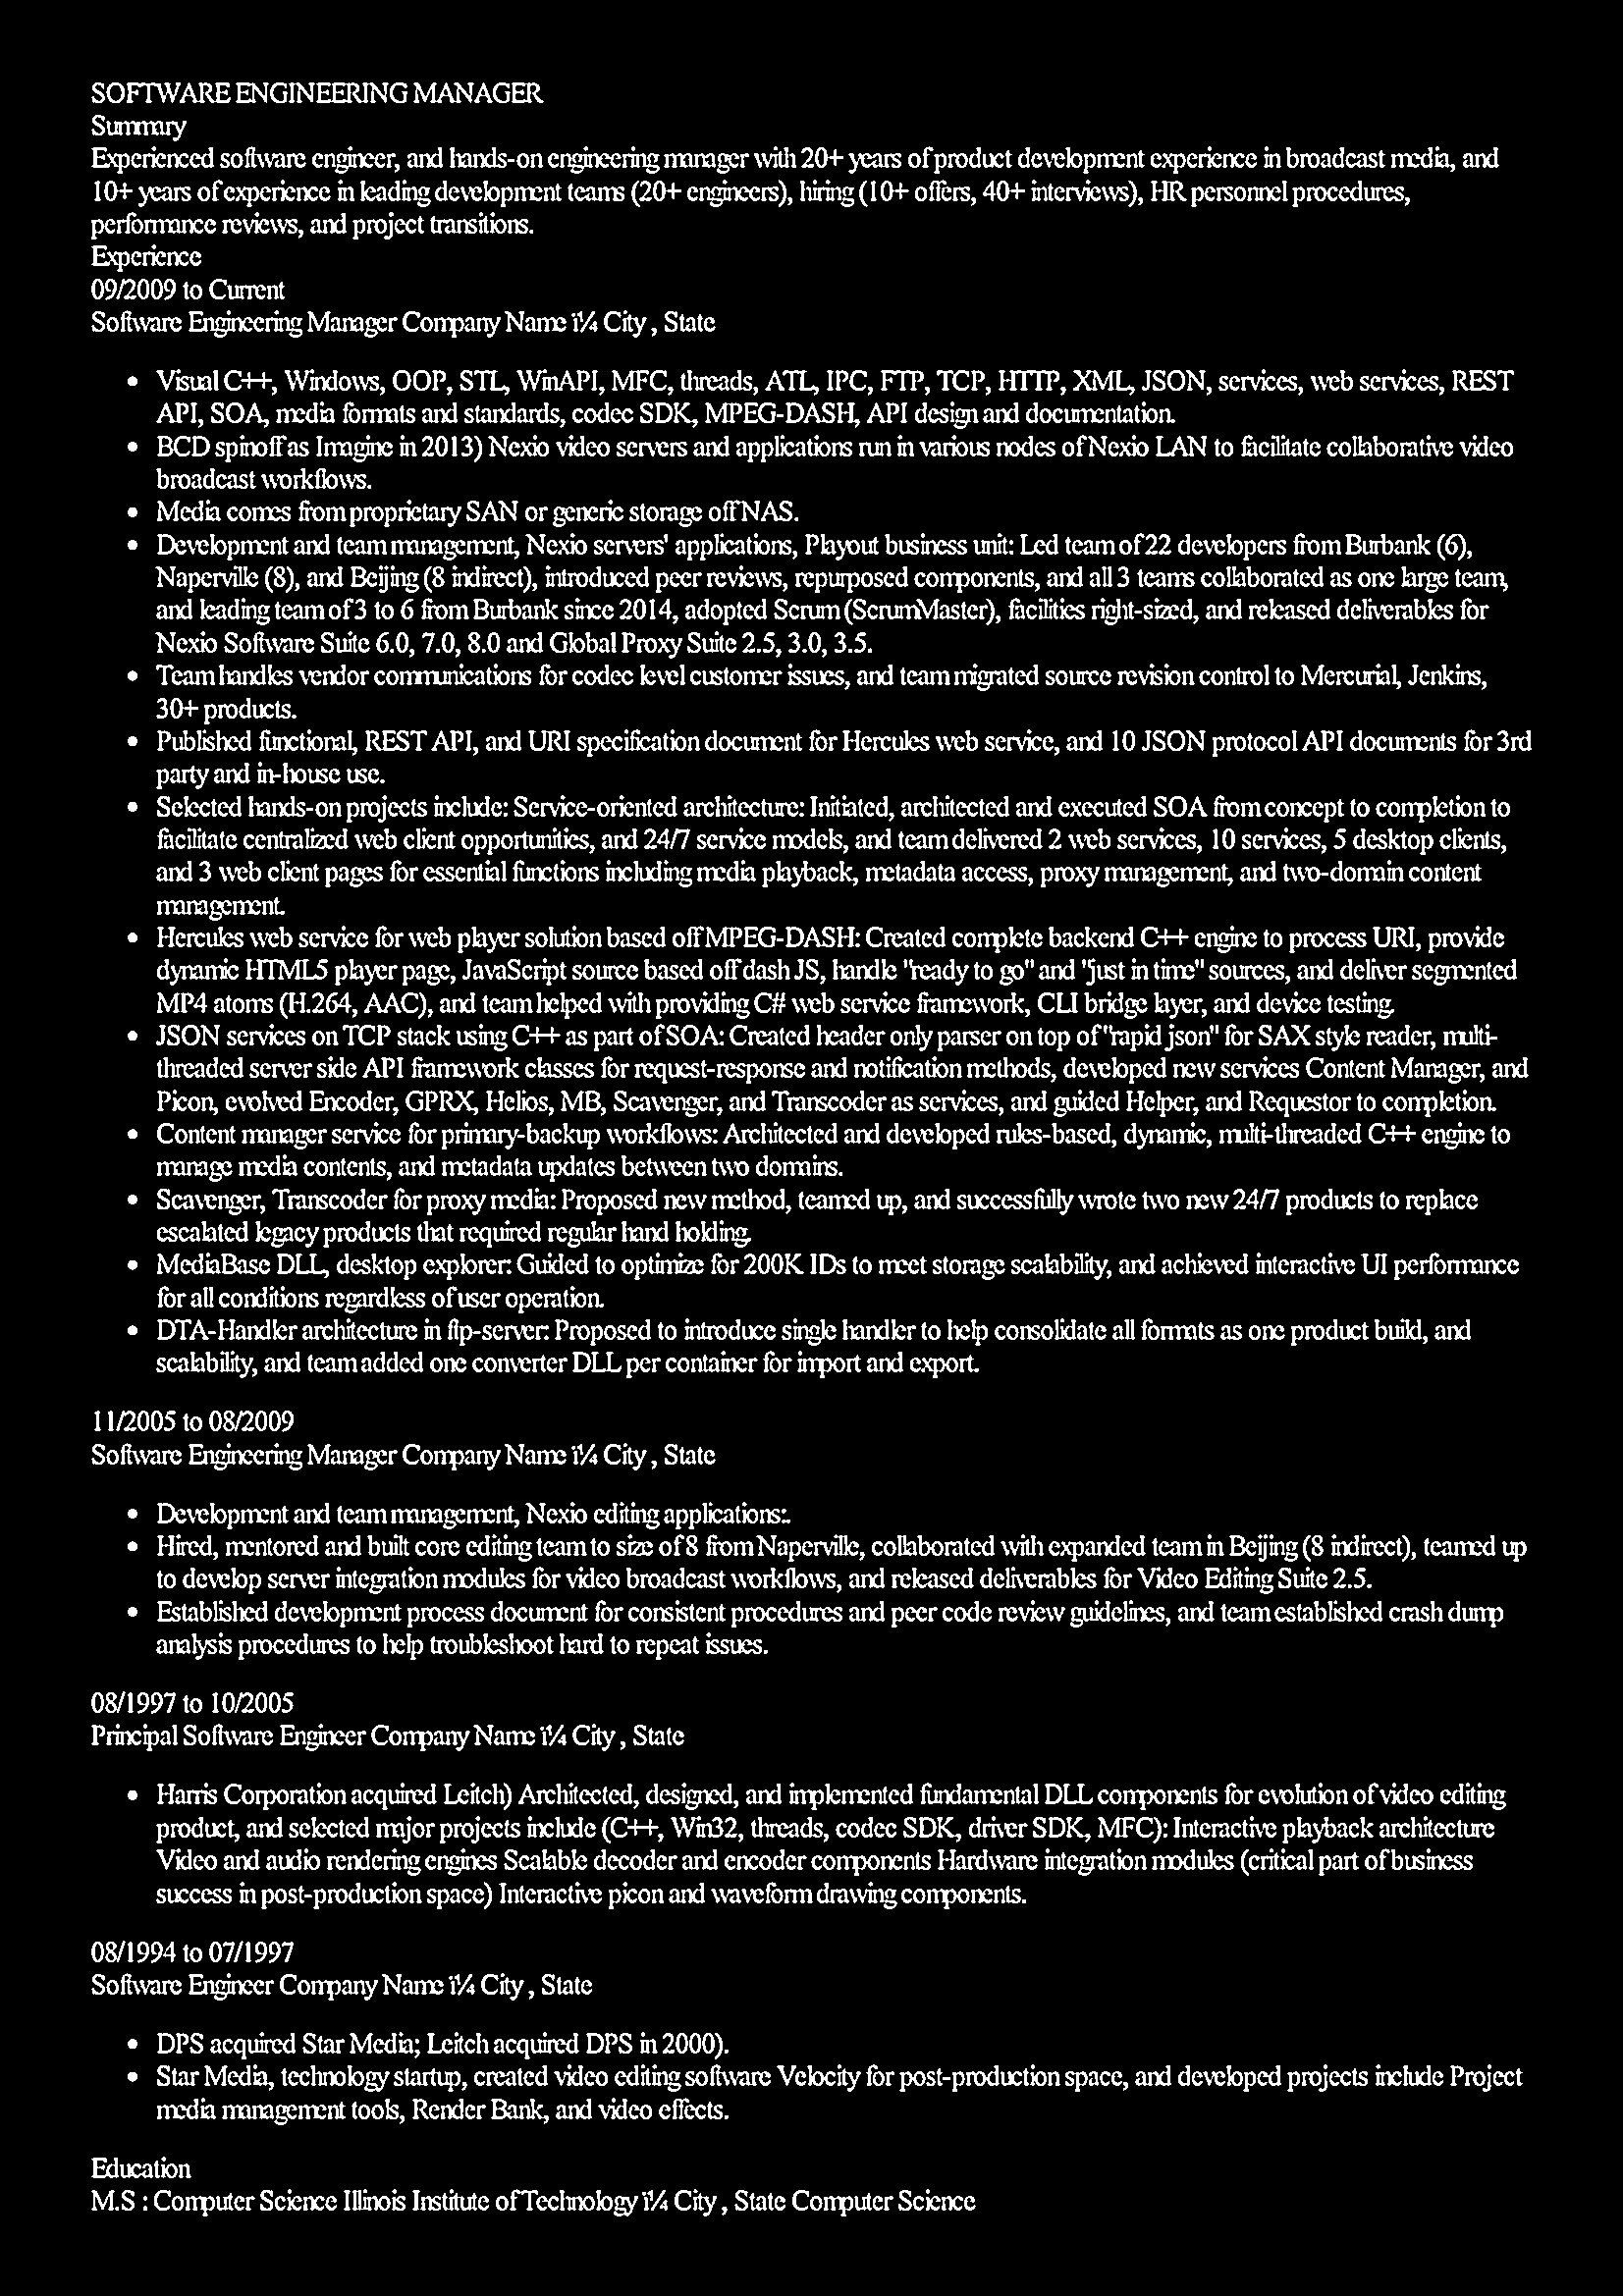 SOFTWARE ENGINEERING MANAGER
Summary
Experienced software engineer, and hands-on engineering manager with 20+ years of product development experience in broadcast media, and
10+ years of experience in leading development teams (20+ engineers), hiring (10+ offers, 40+ interviews), HR personnel procedures,
performance reviews, and project transitions.
Experience
09/2009 to Current
Software Engineering Manager Company Name ï¼ City , State
• Visual C++, Windows, OOP, STL, WinAPI, MFC, threads, ATL, IPC, FTP, TCP, HTTP, XML, JSON, services, web services, REST
API, SOA, media formats and standards, codec SDK, MPEG-DASH, API design and documentation.
• BCD spinoff as Imagine in 2013) Nexio video servers and applications run in various nodes of Nexio LAN to facilitate collaborative video
broadcast workflows.
• Media comes from proprietary SAN or generic storage off NAS.
• Development and team management, Nexio servers' applications, Playout business unit: Led team of 22 developers from Burbank (6),
Naperville (8), and Beijing (8 indirect), introduced peer reviews, repurposed components, and all 3 teams collaborated as one large team,
and leading team of 3 to 6 from Burbank since 2014, adopted Scrum (ScrumMaster), facilities right-sized, and released deliverables for
Nexio Software Suite 6.0, 7.0, 8.0 and Global Proxy Suite 2.5, 3.0, 3.5.
• Team handles vendor communications for codec level customer issues, and team migrated source revision control to Mercurial, Jenkins,
30+ products.
• Published functional, REST API, and URI specification document for Hercules web service, and 10 JSON protocol API documents for 3rd
party and in-house use.
• Selected hands-on projects include: Service-oriented architecture: Initiated, architected and executed SOA from concept to completion to
facilitate centralized web client opportunities, and 24/7 service models, and team delivered 2 web services, 10 services, 5 desktop clients,
and 3 web client pages for essential functions including media playback, metadata access, proxy management, and two-domain content
management.
• Hercules web service for web player solution based off MPEG-DASH: Created complete backend C++ engine to process URI, provide
dynamic HTML5 player page, JavaScript source based off dash JS, handle "ready to go" and "just in time" sources, and deliver segmented
MP4 atoms (H.264, AAC), and team helped with providing C# web service framework, CLI bridge layer, and device testing.
• JSON services on TCP stack using C++ as part of SOA: Created header only parser on top of "rapid json" for SAX style reader, multi-
threaded server side API framework classes for request-response and notification methods, developed new services Content Manager, and
Picon, evolved Encoder, GPRX, Helios, MB, Scavenger, and Transcoder as services, and guided Helper, and Requestor to completion.
• Content manager service for primary-backup workflows: Architected and developed rules-based, dynamic, multi-threaded C++ engine to
manage media contents, and metadata updates between two domains.
• Scavenger, Transcoder for proxy media: Proposed new method, teamed up, and successfully wrote two new 24/7 products to replace
escalated legacy products that required regular hand holding.
• MediaBase DLL, desktop explorer: Guided to optimize for 200K IDs to meet storage scalability, and achieved interactive UI performance
for all conditions regardless of user operation.
• DTA-Handler architecture in ftp-server: Proposed to introduce single handler to help consolidate all formats as one product build, and
scalability, and team added one converter DLL per container for import and export.
11/2005 to 08/2009
Software Engineering Manager Company Name ï¼ City , State
• Development and team management, Nexio editing applications:.
• Hired, mentored and built core editing team to size of 8 from Naperville, collaborated with expanded team in Beijing (8 indirect), teamed up
to develop server integration modules for video broadcast workflows, and released deliverables for Video Editing Suite 2.5.
• Established development process document for consistent procedures and peer code review guidelines, and team established crash dump
analysis procedures to help troubleshoot hard to repeat issues.
08/1997 to 10/2005
Principal Software Engineer Company Name ï¼ City , State
• Harris Corporation acquired Leitch) Architected, designed, and implemented fundamental DLL components for evolution of video editing
product, and selected major projects include (C++, Win32, threads, codec SDK, driver SDK, MFC): Interactive playback architecture
Video and audio rendering engines Scalable decoder and encoder components Hardware integration modules (critical part of business
success in post-production space) Interactive picon and waveform drawing components.
08/1994 to 07/1997
Software Engineer Company Name ï¼ City , State
• DPS acquired Star Media; Leitch acquired DPS in 2000).
• Star Media, technology startup, created video editing software Velocity for post-production space, and developed projects include Project
media management tools, Render Bank, and video effects.
Education
M.S : Computer Science Illinois Institute of Technology ï¼ City , State Computer Science